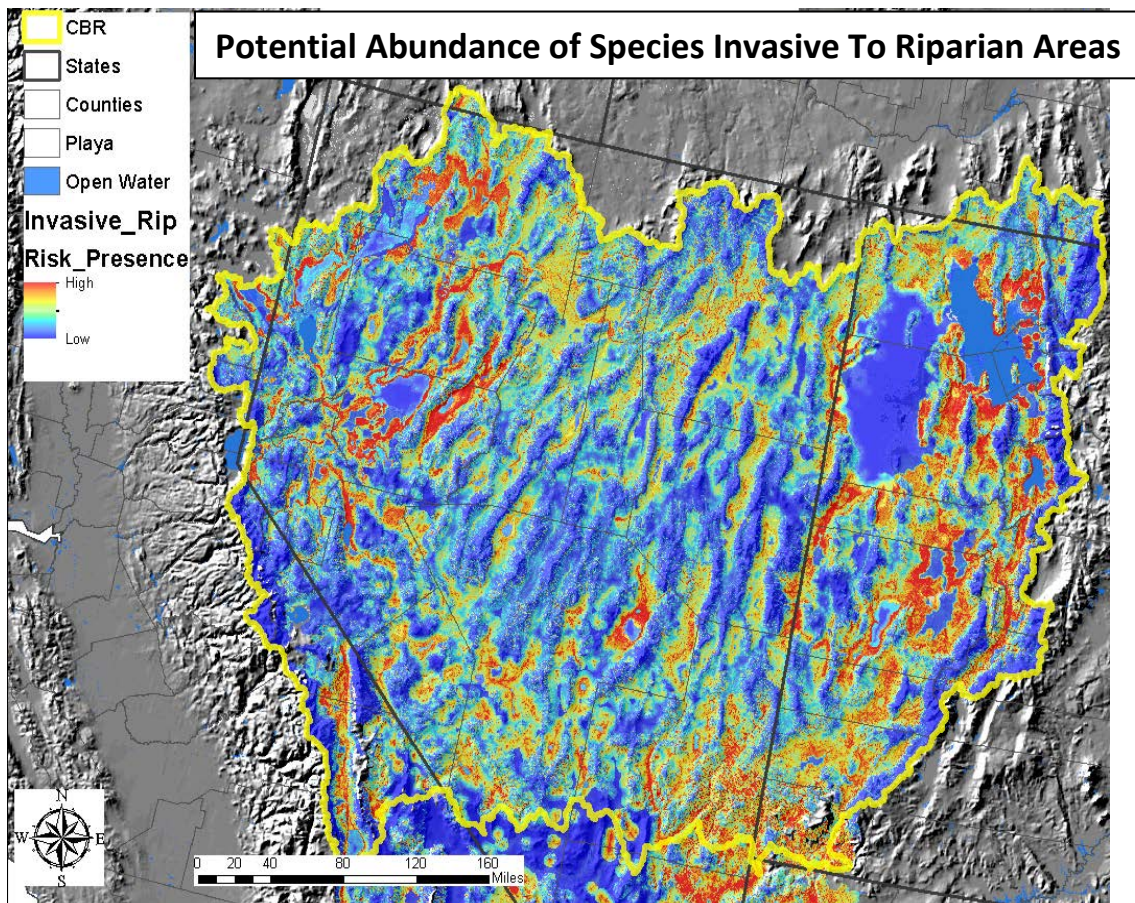 Potential Abundance of Species Invasive To Riparian Areas
CBR
States
Counties
Playa
Open Water
Invasive_Rip
Risk_Presence
High
Low
N
W E
S
0 20 40 80 120 160
Miles